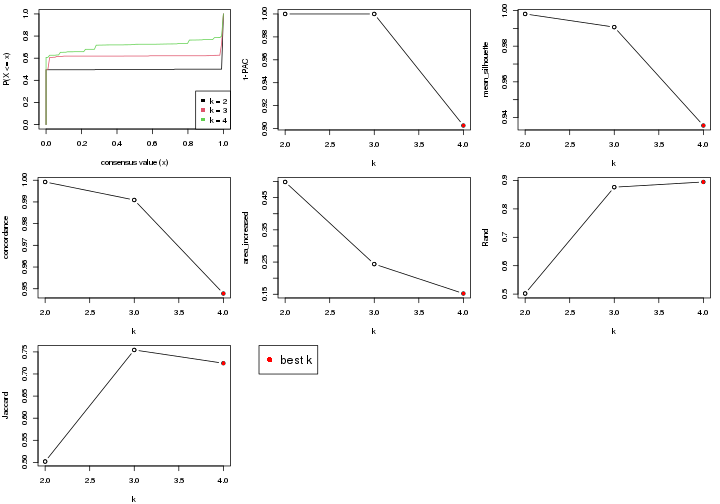 P(X <= x)
0.0 0.2 0.4 0.6 0.8 1.0
k = 2
k = 3
k = 4
0.0 0.2 0.4 0.6 0.8 1.0
consensus value (x)
1-PAC
0.90 0.92 0.94 0.96 0.98 1.00
2.0 2.5 3.0 3.5 4.0
k
mean_silhouette
0.94 0.96 0.98 1.00
2.0 2.5 3.0 3.5 4.0
k
concordance
0.95 0.96 0.97 0.98 0.99 1.00
2.0 2.5 3.0 3.5 4.0
k
area_increased
0.15 0.25 0.35 0.45
2.0 2.5 3.0 3.5 4.0
k
Rand
0.5 0.6 0.7 0.8 0.9
2.0 2.5 3.0 3.5 4.0
k
Jaccard
0.50 0.55 0.60 0.65 0.70 0.75
2.0 2.5 3.0 3.5 4.0
k
best k